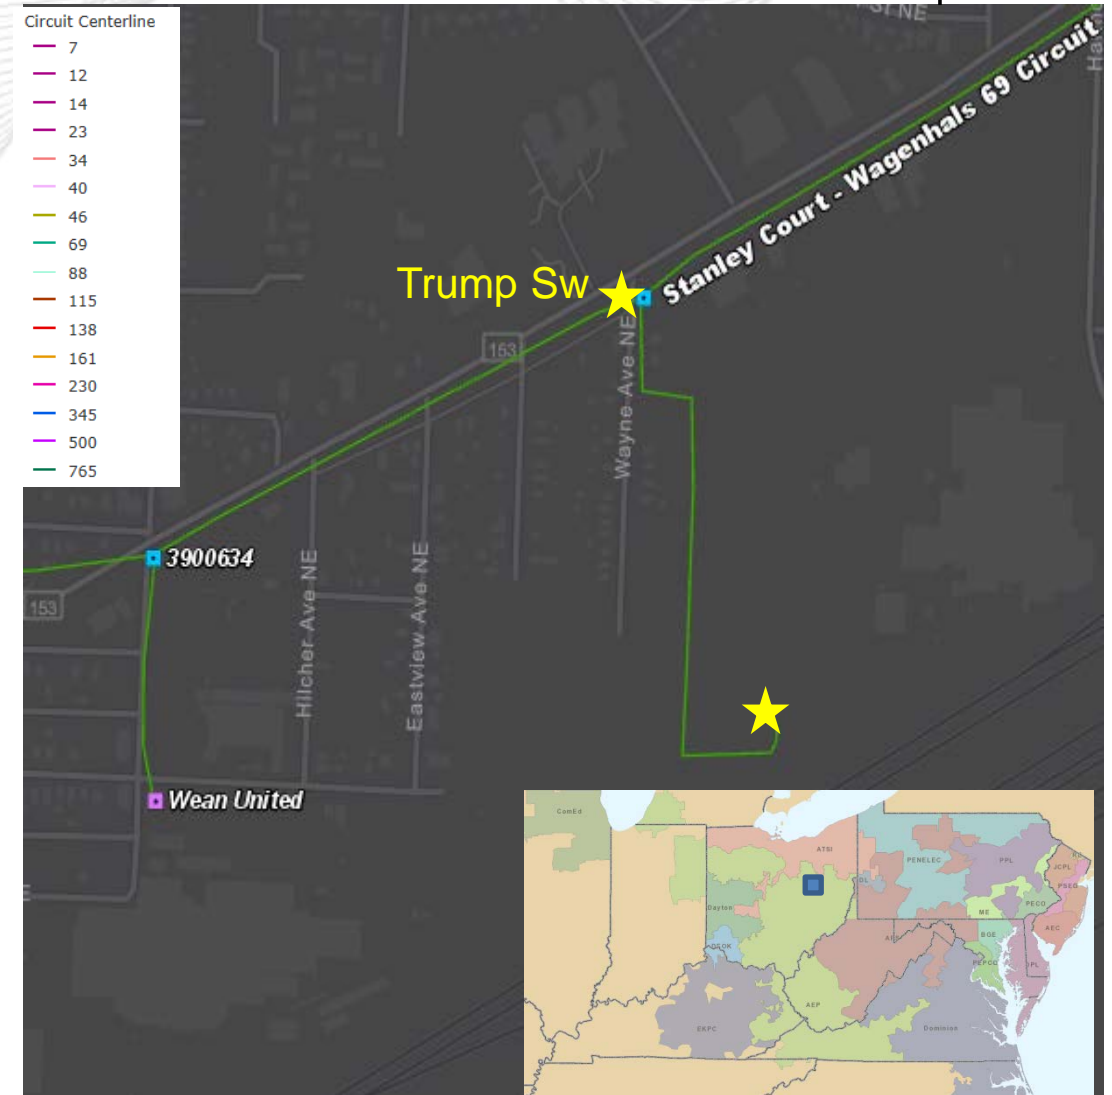 Circuit Centerline
7
12
14
23
34
40
46
69
88
115
138
161
230
345
500
765
Stanley Court - Wagenhals 69 Circuit
Trump Sw
153
Wayne Ave NE
3900634
153
Hilcher Ave NE
Eastview Ave NE
Wean United
ComEd
ATSI
PENELEC
PPL
JCPL
PSEG
Dayton
ME
PECO
AEC
BGE
PEPCO
DPL
AEP
EKPC
Dominion